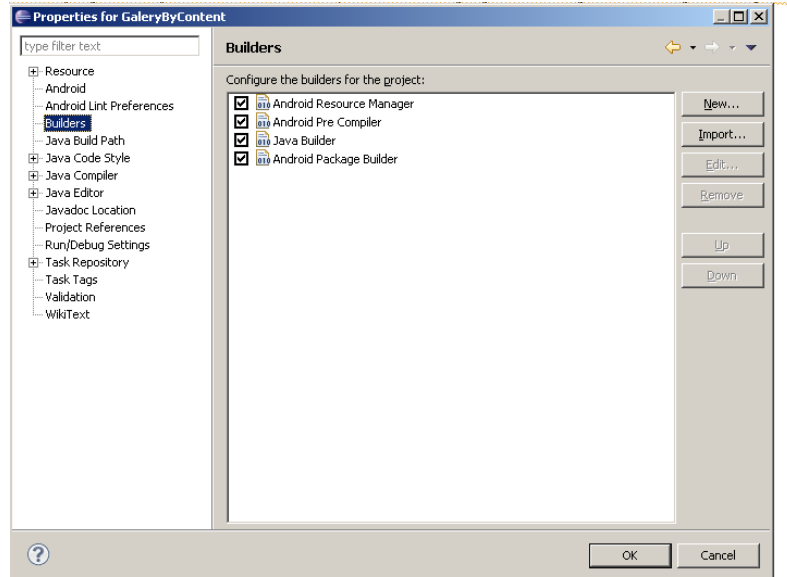 Properties for GaleryByContent
type filter text
Resource
Android
Android Lint Preferences
Builders
Java Build Path
Java Code Style
Java Compiler
Java Editor
Javadoc Location
Project References
Run/Debug Settings
Task Repository
Task Tags
Validation
WikiText
Builders
Configure the builders for the project:
Android Resource Manager
Android Pre Compiler
Java Builder
Android Package Builder
New...
Import...
Edit...
Remove
Up
Down
OK
Cancel